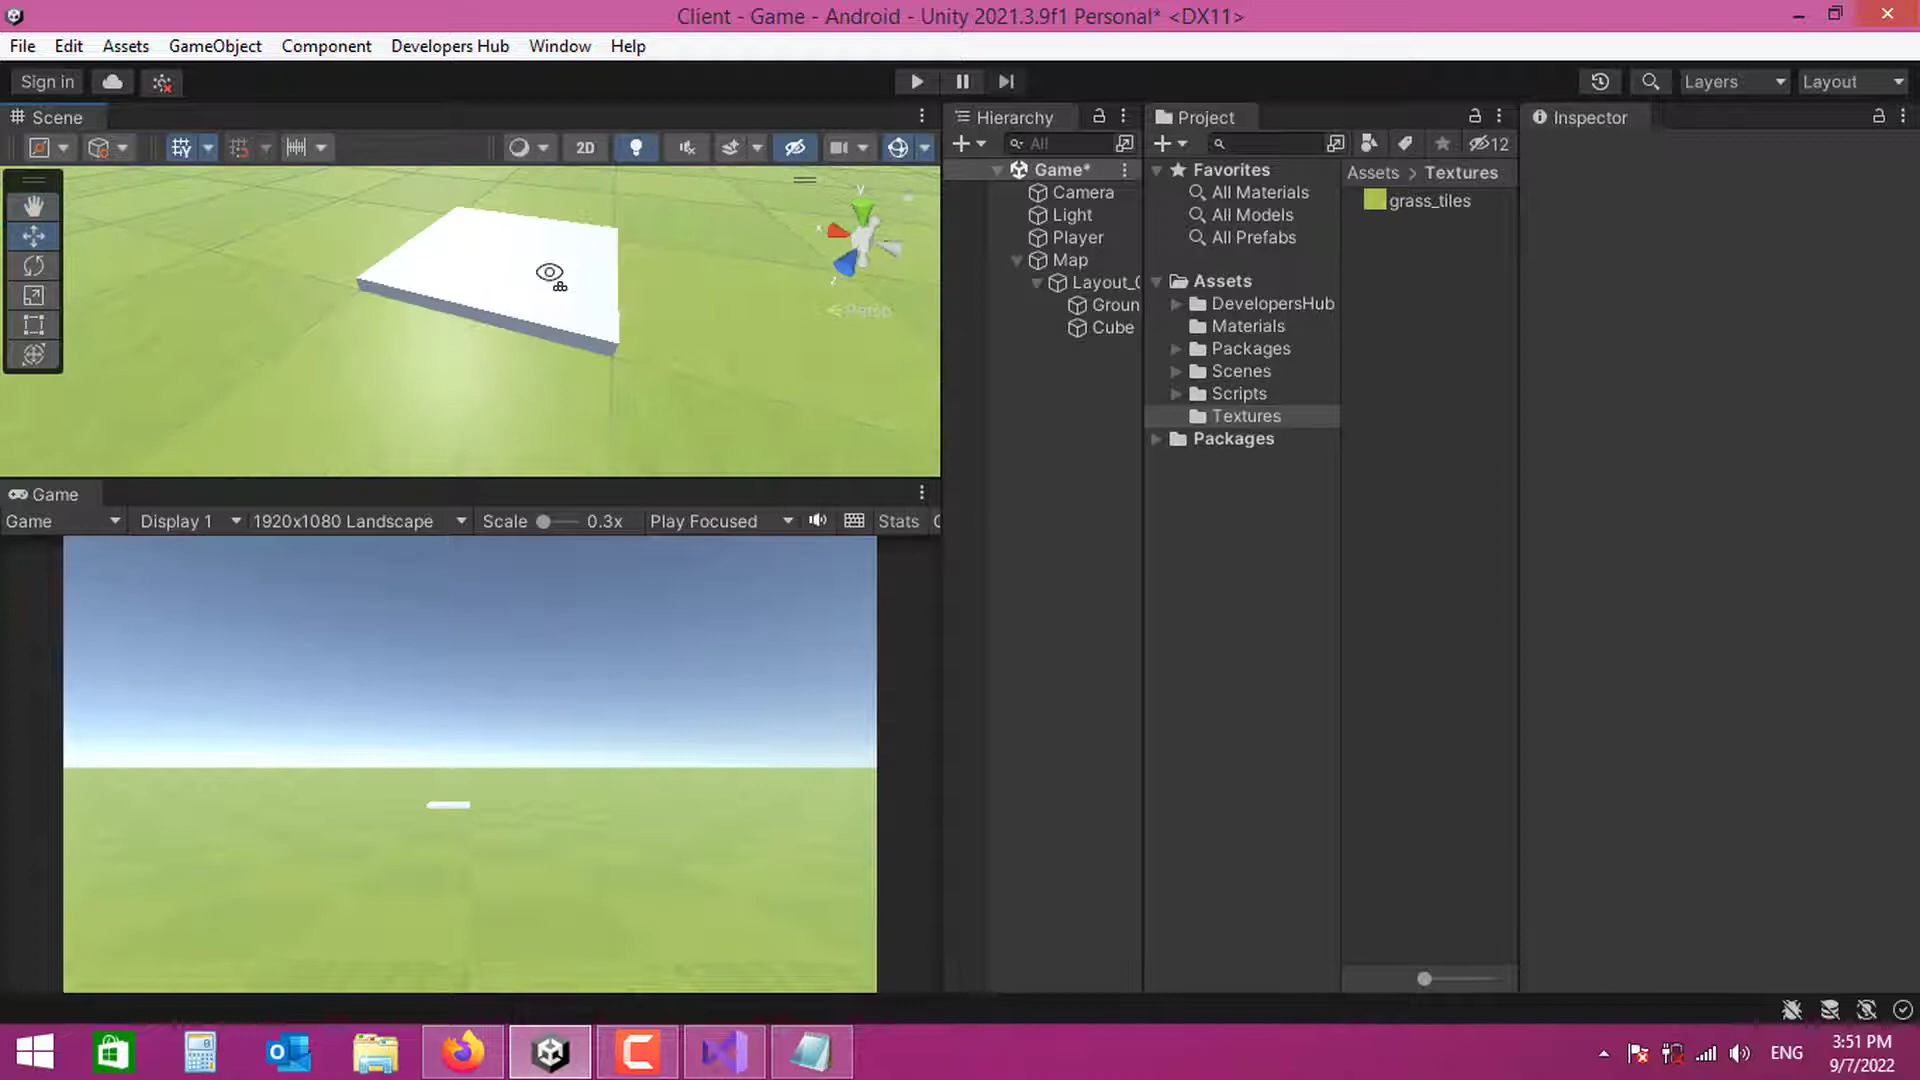 Client - Game - Android - Unity 2021.3.9f1 Personal* <DX11>
File Edit Assets GameObject Component Developers Hub Window Help
Sign in
Layers Layout
Scene
2D
y
x
z
Persp
Game
Game Display 1 1920x1080 Landscape Scale 0.3x Play Focused Stats
Hierarchy
All
Game*
Camera
Light
Player
Map
Layout_
Groun
Cube
Project
12
Favorites
All Materials
All Models
All Prefabs
Assets
DevelopersHub
Materials
Packages
Scenes
Scripts
Textures
Packages
Assets > Textures
grass_tiles
Inspector
ENG
3:51 PM
9/7/2022